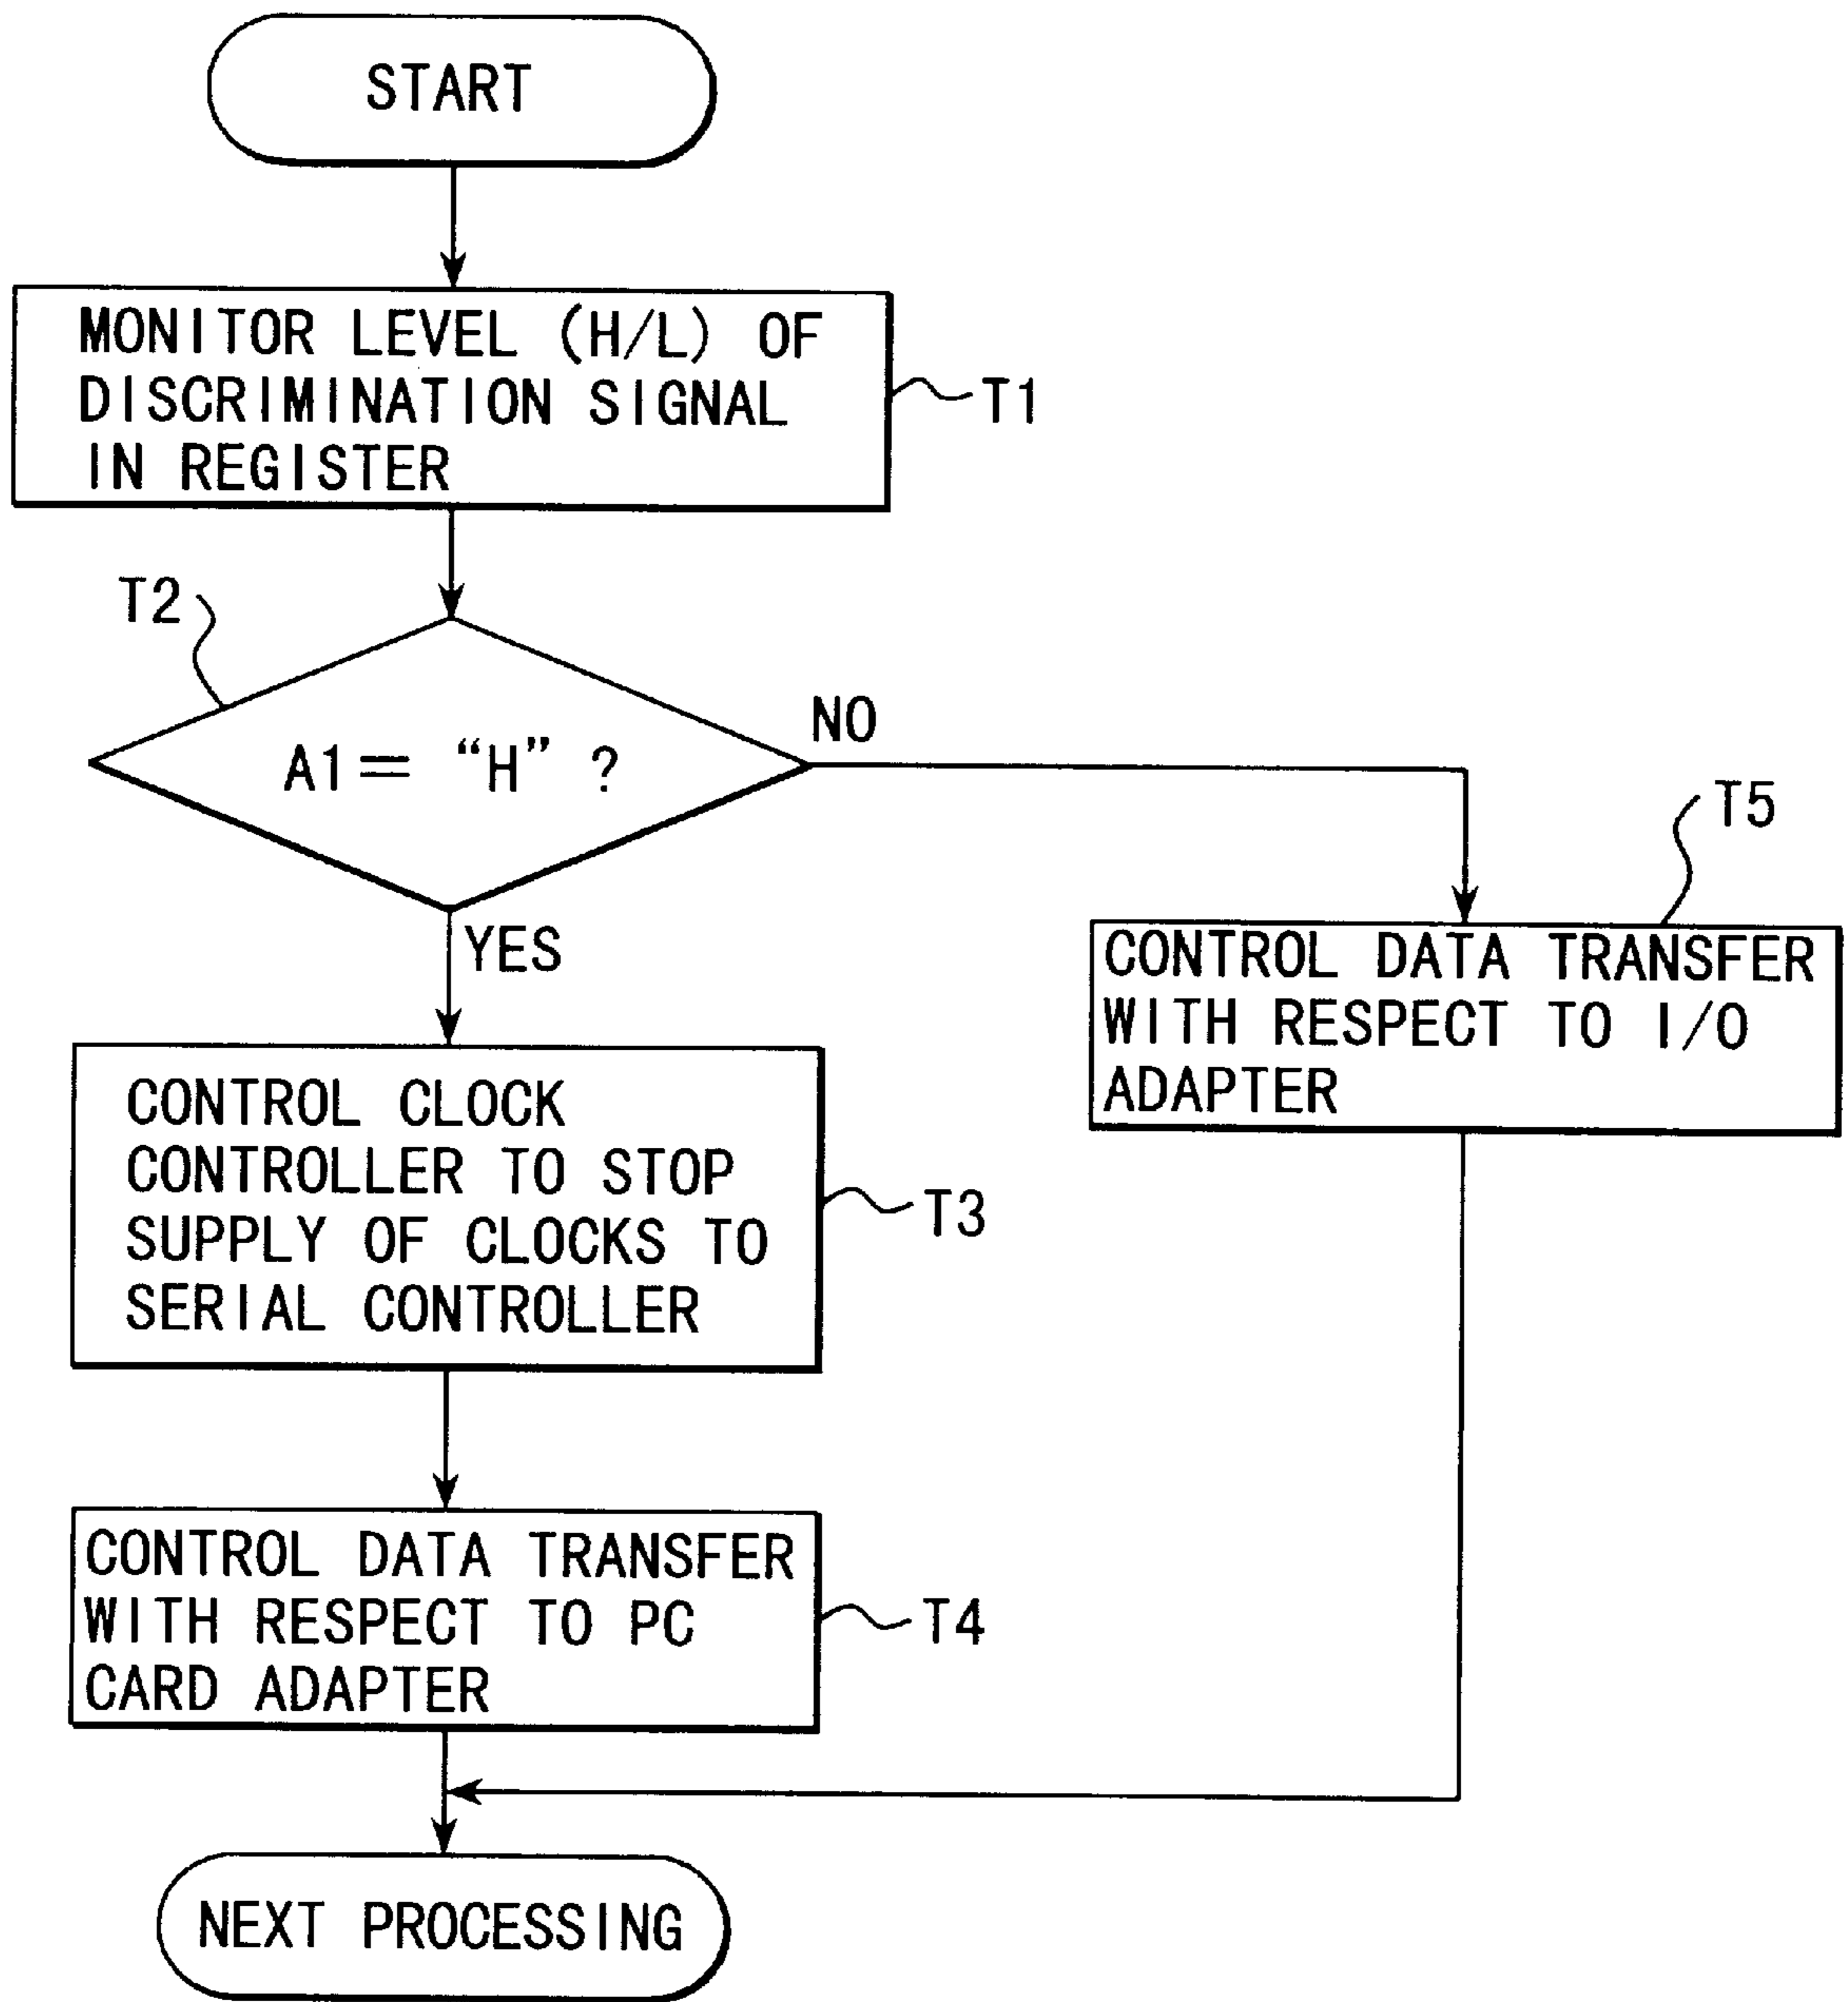 START
MONITOR LEVEL (H/L) OF
DISCRIMINATION SIGNAL
IN REGISTER
T1
T2
A1= “H” ?
NO
YES
T5
CONTROL DATA TRANSFER
WITH RESPECT TO I/O
ADAPTER
CONTROL CLOCK
CONTROLLER TO STOP
SUPPLY OF CLOCKS TO
SERIAL CONTROLLER
T3
CONTROL DATA TRANSFER
WITH RESPECT TO PC
CARD ADAPTER
T4
NEXT PROCESSING